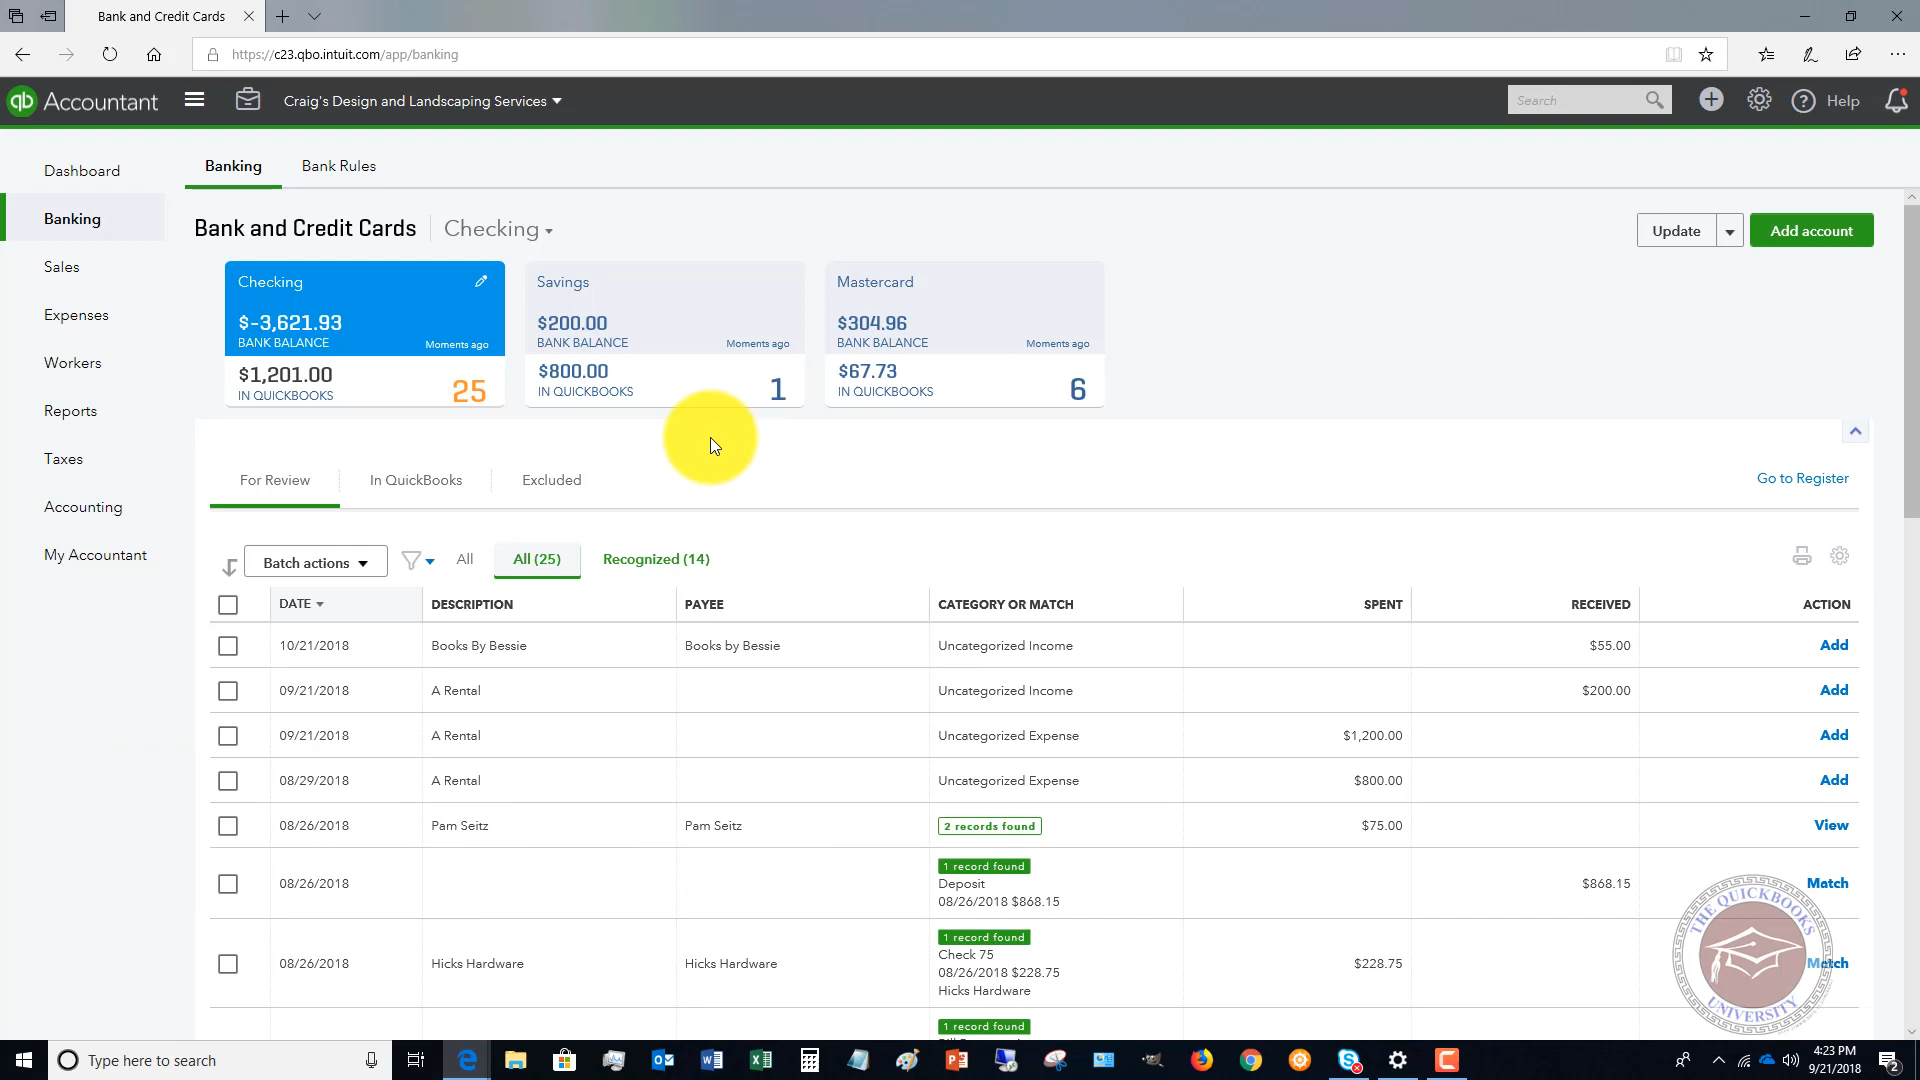 Bank and Credit Cards
https://c23.qbo.intuit.com/app/banking
qb Accountant
Craig's Design and Landscaping Services
Search
Help
Dashboard
Banking
Sales
Expenses
Workers
Reports
Taxes
Accounting
My Accountant
Banking Bank Rules
Bank and Credit Cards Checking
Update Add account
Checking
$-3,621.93
BANK BALANCE Moments ago
$1,201.00
IN QUICKBOOKS 25
Savings
$200.00
BANK BALANCE Moments ago
$800.00
IN QUICKBOOKS 1
Mastercard
$304.96
BANK BALANCE Moments ago
$67.73
IN QUICKBOOKS 6
For Review In QuickBooks Excluded Go to Register
Batch actions All All (25) Recognized (14)
DATE DESCRIPTION PAYEE CATEGORY OR MATCH SPENT RECEIVED ACTION
10/21/2018 Books By Bessie Books by Bessie Uncategorized Income $55.00 Add
09/21/2018 A Rental Uncategorized Income $200.00 Add
09/21/2018 A Rental Uncategorized Expense $1,200.00 Add
08/29/2018 A Rental Uncategorized Expense $800.00 Add
08/26/2018 Pam Seitz Pam Seitz 2 records found $75.00 View
1 record found
08/26/2018 Deposit $868.15 Match
08/26/2018 $868.15
1 record found
Check 75
08/26/2018 Hicks Hardware Hicks Hardware 08/26/2018 $228.75 $228.75 Match
Hicks Hardware
1 record found
THE QUICKBOOKS
UNIVERSITY
Type here to search
4:23 PM
9/21/2018
2